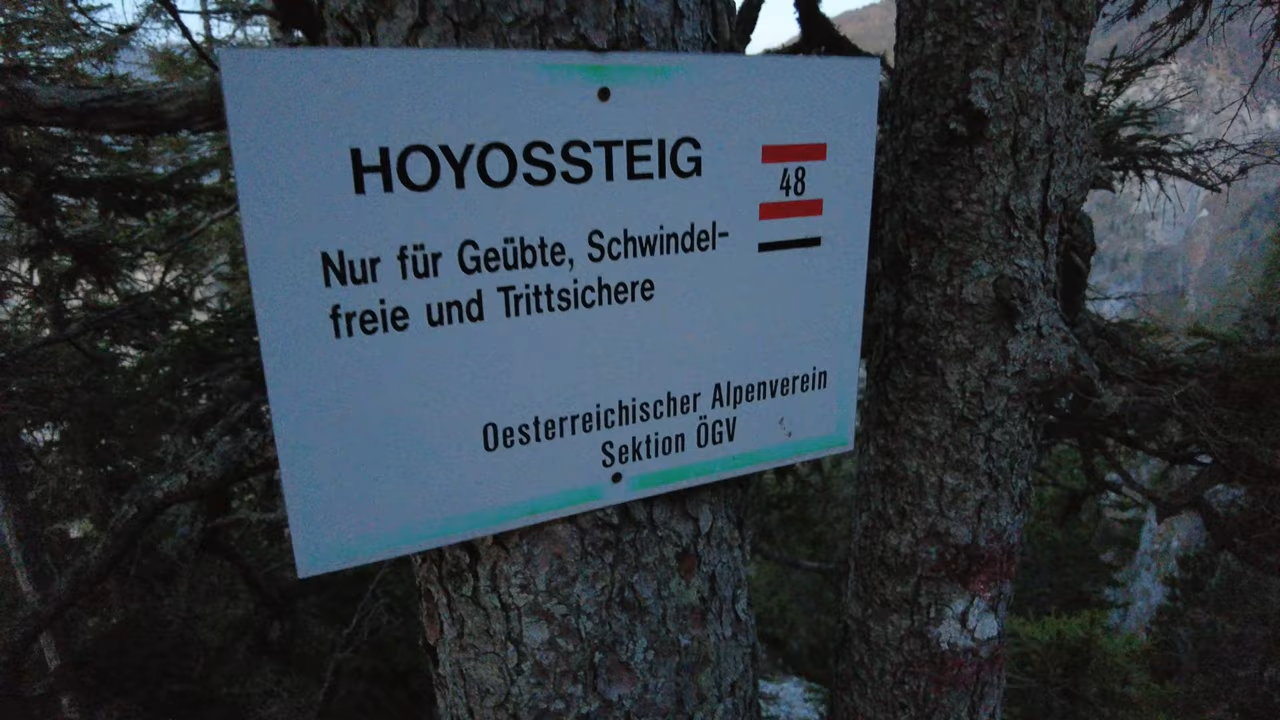 HOYOSSTEIG
48
Nur für Geübte, Schwindel-
freie und Trittsichere
Oesterreichischer Alpenverein
Sektion ÖGV